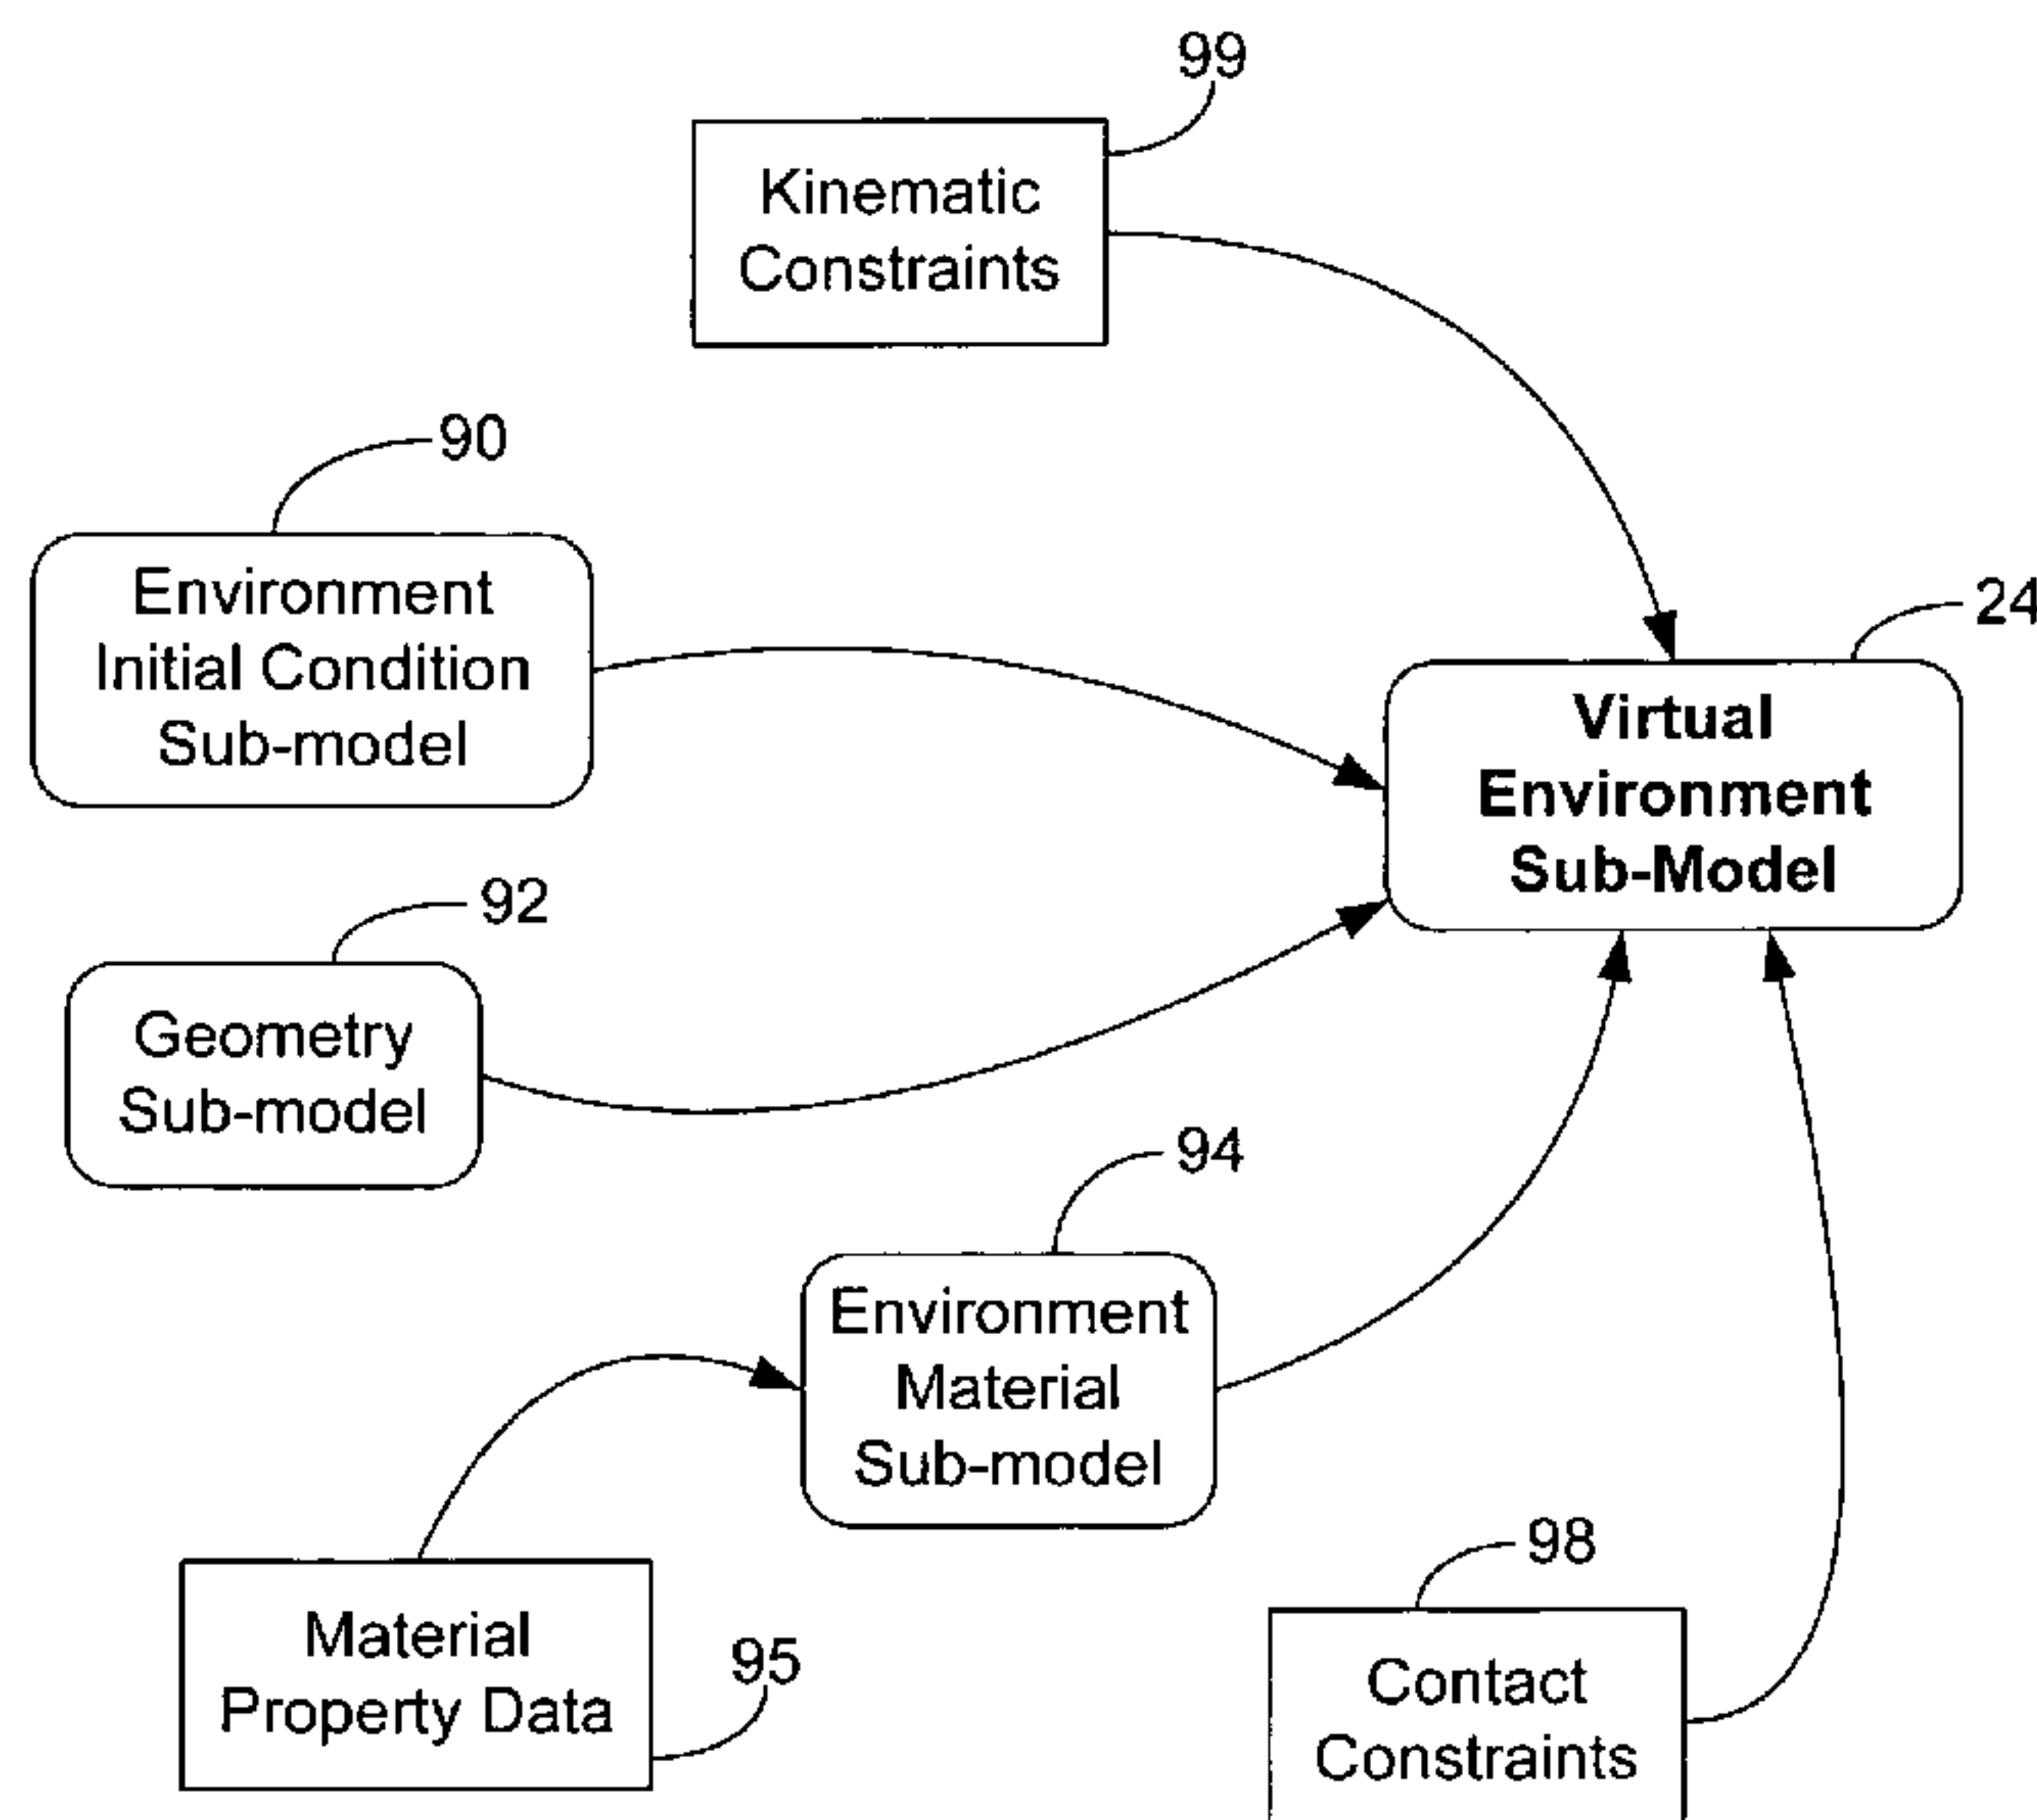 99
Kinematic
Constraints
90
Environment
Initial Condition
Sub-model
24
Virtual
Environment
Sub-Model
92
Geometry
Sub-model
94
Environment
Material
Sub-model
95
Material
Property Data
98
Contact
Constraints